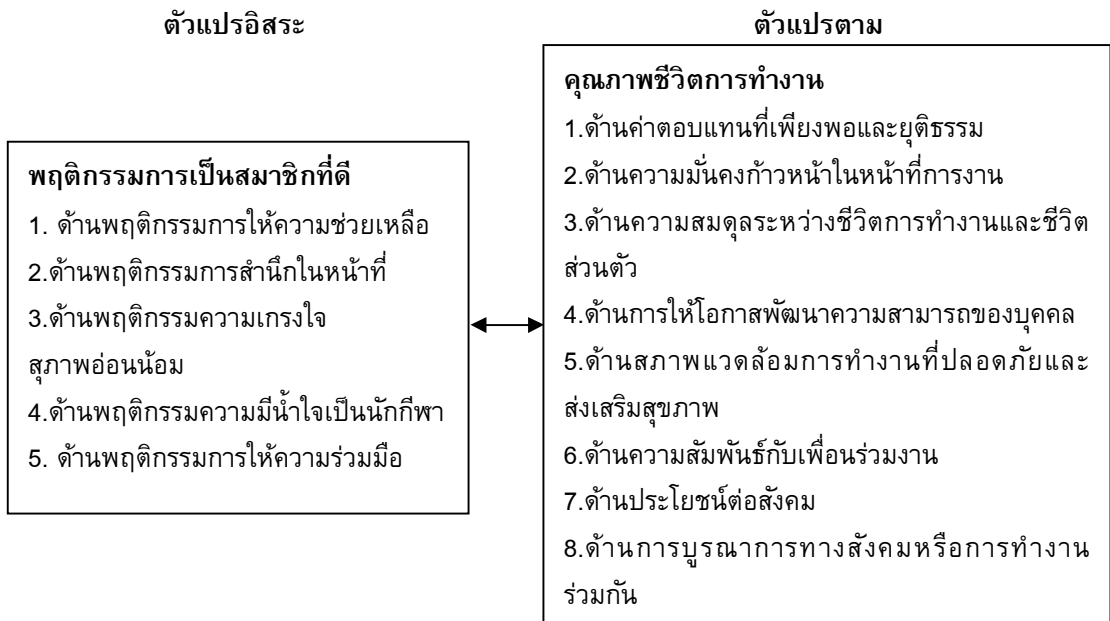 ตัวแปรอิสระ
พฤติกรรมการเป็นสมาชิกที่ดี
1. ด้านพฤติกรรมการให้ความช่วยเหลือ
2.ด้านพฤติกรรมการสำนึกในหน้าที่
3.ด้านพฤติกรรมความเกรงใจ
สุภาพอ่อนน้อม
4.ด้านพฤติกรรมความมีน้ำใจเป็นนักกีฬา
5. ด้านพฤติกรรมการให้ความร่วมมือ
ตัวแปรตาม
คุณภาพชีวิตการทำงาน
1.ด้านค่าตอบแทนที่เพียงพอและยุติธรรม
2.ด้านความมั่นคงก้าวหน้าในหน้าที่การงาน
3.ด้านความสมดุลระหว่างชีวิตการทำงานและชีวิต
ส่วนตัว
4.ด้านการให้โอกาสพัฒนาความสามารถของบุคคล
5.ด้านสภาพแวดล้อมการทำงานที่ปลอดภัยและ
ส่งเสริมสุขภาพ
6.ด้านความสัมพันธ์กับเพื่อนร่วมงาน
7.ด้านประโยชน์ต่อสังคม
8.ด้านการบูรณาการทางสังคมหรือการทำงาน
ร่วมกัน